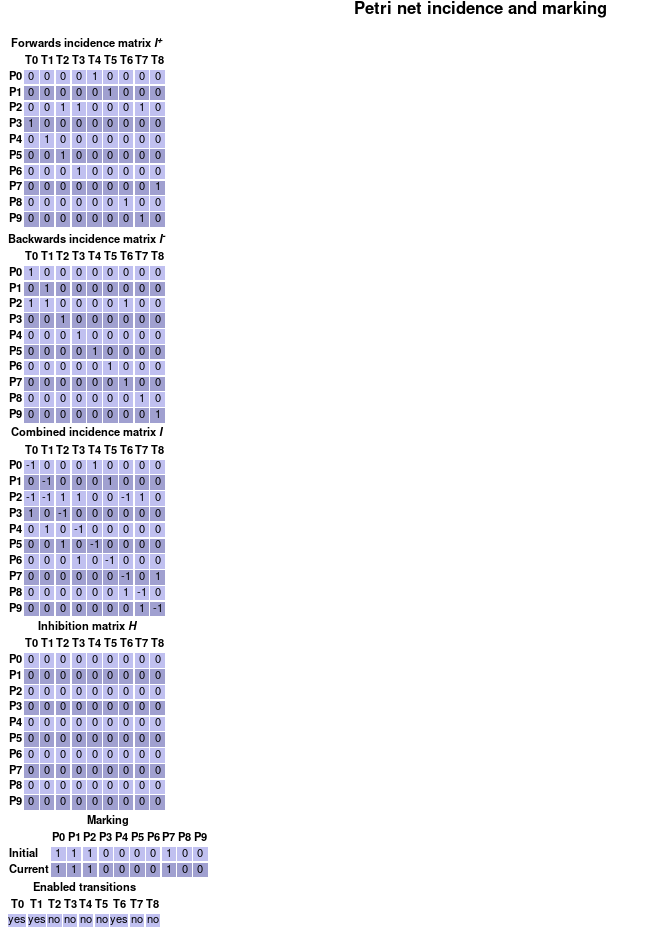 Petri net incidence and marking
Forwards incidence matrix I+
T0 T1 T2 T3 T4 T5 T6 T7 T8
P0 0 0 0 0 1 0 0 0 0
P1 0 0 0 0 0 1 0 0 0
P2 0 0 1 1 0 0 0 1 0
P3 1 0 0 0 0 0 0 0 0
P4 0 1 0 0 0 0 0 0 0
P5 0 0 1 0 0 0 0 0 0
P6 0 0 0 1 0 0 0 0 0
P7 0 0 0 0 0 0 0 0 1
P8 0 0 0 0 0 0 1 0 0
P9 0 0 0 0 0 0 0 1 0
Backwards incidence matrix I-
T0 T1 T2 T3 T4 T5 T6 T7 T8
P0 1 0 0 0 0 0 0 0 0
P1 0 1 0 0 0 0 0 0 0
P2 1 1 0 0 0 0 1 0 0
P3 0 0 1 0 0 0 0 0 0
P4 0 0 0 1 0 0 0 0 0
P5 0 0 0 0 1 0 0 0 0
P6 0 0 0 0 0 1 0 0 0
P7 0 0 0 0 0 0 1 0 0
P8 0 0 0 0 0 0 0 1 0
P9 0 0 0 0 0 0 0 0 1
Combined incidence matrix I
T0 T1 T2 T3 T4 T5 T6 T7 T8
P0 -1 0 0 0 1 0 0 0 0
P1 0 -1 0 0 0 1 0 0 0
P2 -1 -1 1 1 0 0 -1 1 0
P3 1 0 -1 0 0 0 0 0 0
P4 0 1 0 -1 0 0 0 0 0
P5 0 0 1 0 -1 0 0 0 0
P6 0 0 0 1 0 -1 0 0 0
P7 0 0 0 0 0 0 -1 0 1
P8 0 0 0 0 0 0 1 -1 0
P9 0 0 0 0 0 0 0 1 -1
Inhibition matrix H
T0 T1 T2 T3 T4 T5 T6 T7 T8
P0 0 0 0 0 0 0 0 0 0
P1 0 0 0 0 0 0 0 0 0
P2 0 0 0 0 0 0 0 0 0
P3 0 0 0 0 0 0 0 0 0
P4 0 0 0 0 0 0 0 0 0
P5 0 0 0 0 0 0 0 0 0
P6 0 0 0 0 0 0 0 0 0
P7 0 0 0 0 0 0 0 0 0
P8 0 0 0 0 0 0 0 0 0
P9 0 0 0 0 0 0 0 0 0
Marking
P0 P1 P2 P3 P4 P5 P6 P7 P8 P9
Initial 1 1 1 0 0 0 0 1 0 0
Current 1 1 1 0 0 0 0 1 0 0
Enabled transitions
T0 T1 T2 T3 T4 T5 T6 T7 T8
yes yes no no no no yes no no